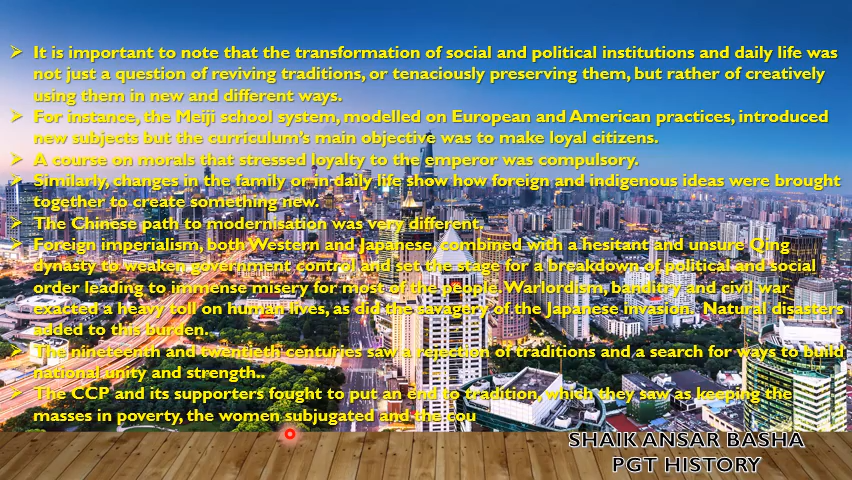 ➢ It is important to note that the transformation of social and political institutions and daily life was
not just a question of reviving traditions, or tenaciously preserving them, but rather of creatively
using them in new and different ways.
➢ For instance, the Meiji school system, modelled on European and American practices, introduced
new subjects but the curriculum's main objective was to make loyal citizens.
➢ A course on morals that stressed loyalty to the emperor was compulsory.
➢ Similarly, changes in the family or in daily life show how foreign and indigenous ideas were brought
together to create something new.
➢ The Chinese path to modernisation was very different.
➢ Foreign imperialism, both Western and Japanese, combined with a hesitant and unsure Qing
dynasty to weaken government control and set the stage for a breakdown of political and social
order leading to immense misery for most of the people. Warlordism, banditry and civil war
exacted a heavy toll on human lives, as did the savagery of the Japanese invasion. Natural disasters
added to this burden.
➢ The nineteenth and twentieth centuries saw a rejection of traditions and a search for ways to build
national unity and strength..
➢ The CCP and its supporters fought to put an end to tradition, which they saw as keeping the
masses in poverty, the women subjugated and the cou
SHAIK ANSAR BASHA
PGT HISTORY